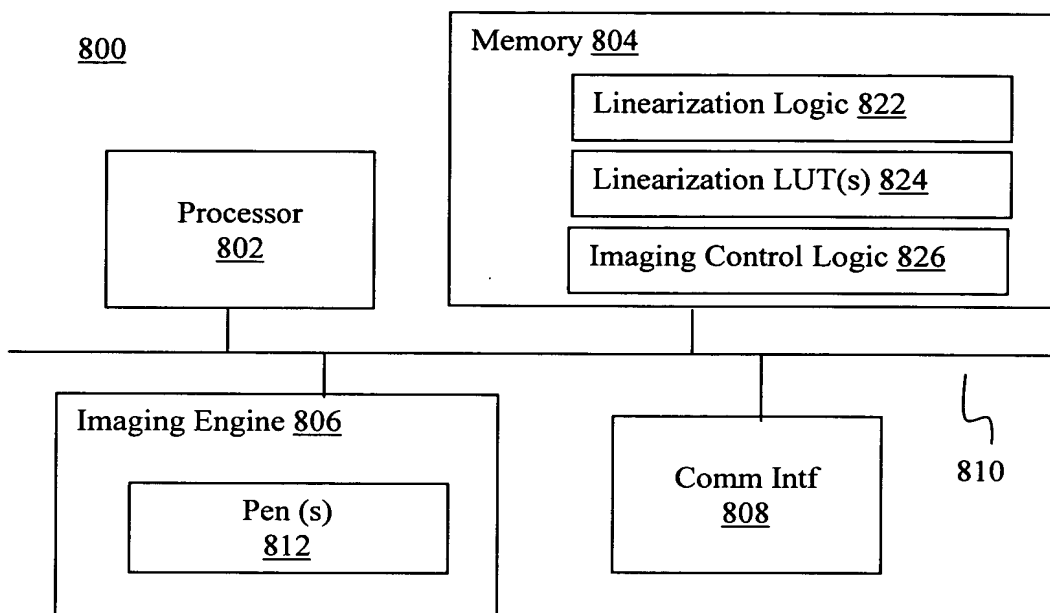 800
Memory 804
Linearization Logic 822
Linearization LUT(s) 824
Imaging Control Logic 826
Processor
802
Imaging Engine 806
Pen (s)
812
Comm Intf
808
810